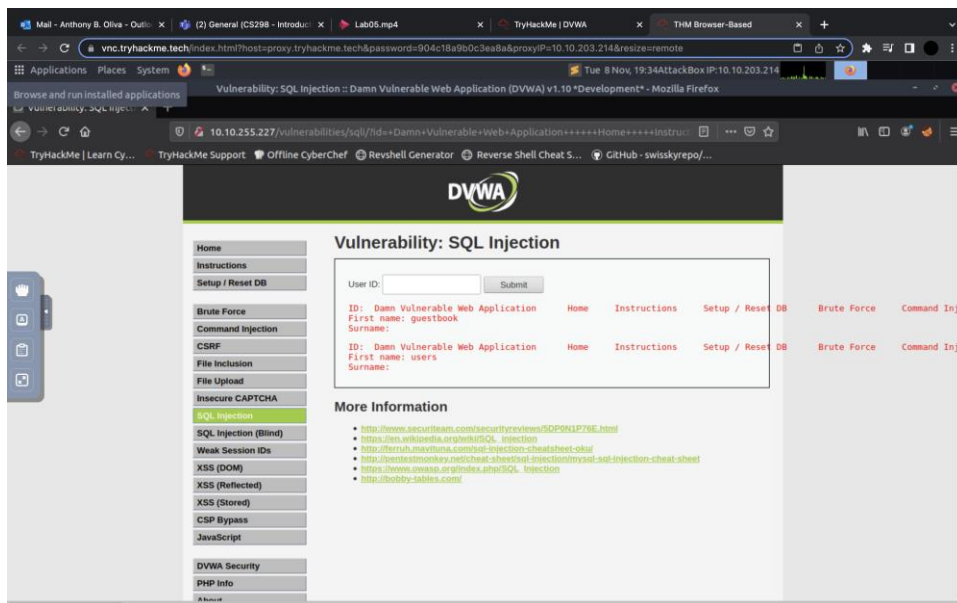 Mail - Anthony B. Oliva - Outlo
(2) General (CS298 - Introduct
Lab05.mp4
TryHackMe | DVWA
THM Browser-Based
vnc.tryhackme.tech/index.html?host=proxy.tryhackme.tech&password=904c18a9b0c3ea8a&proxyIP=10.10.203.214&resize=remote
Applications Places System
Tue 8 Nov, 19:34 AttackBox IP:10.10.203.214
Browse and run installed applications
Vulnerability: SQL Injection :: Damn Vulnerable Web Application (DVWA) v1.10 *Development* - Mozilla Firefox
Vulnerability: SQL Inject
10.10.255.227/vulnerabilities/sqli/?id=+Damn+Vulnerable+Web+Application++++++Home+++++Instruc
TryHackMe | Learn Cy...
TryHackMe Support
Offline CyberChef
Revshell Generator
Reverse Shell Cheat S...
GitHub - swisskyrepo/...
DVWA
Home
Instructions
Setup / Reset DB
Brute Force
Command Injection
CSRF
File Inclusion
File Upload
Insecure CAPTCHA
SQL Injection
SQL Injection (Blind)
Weak Session IDs
XSS (DOM)
XSS (Reflected)
XSS (Stored)
CSP Bypass
JavaScript
DVWA Security
PHP Info
About
Vulnerability: SQL Injection
User ID:
Submit
ID: Damn Vulnerable Web Application Home Instructions Setup / Reset DB Brute Force Command Inj
First name: guestbook
Surname:
ID: Damn Vulnerable Web Application Home Instructions Setup / Reset DB Brute Force Command Inj
First name: users
Surname:
More Information
http://www.securiteam.com/securityreviews/5DP0N1P76E.html
https://en.wikipedia.org/wiki/SQL_injection
http://ferruh.mavituna.com/sql-injection-cheatsheet-oku/
http://pentestmonkey.net/cheat-sheet/sql-injection/mysql-sql-injection-cheat-sheet
https://www.owasp.org/index.php/SQL_Injection
http://bobby-tables.com/